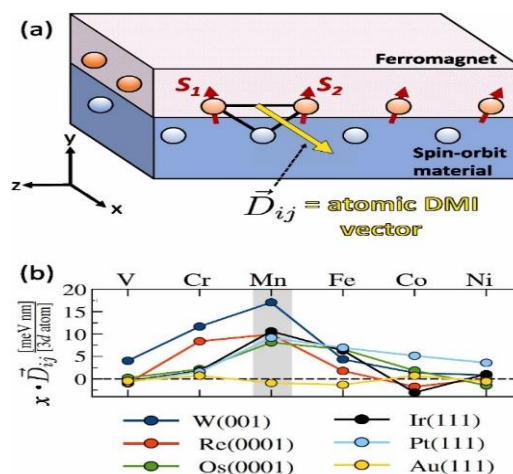 (a)
Ferromagnet
S1 S2
y
z
x
Spin-orbit
material
D⃗ij = atomic DMI
vector
(b)
V Cr Mn Fe Co Ni
20
15
10
5
0
x • D⃗ij [meV nm] / [3d atom]
W(001) Ir(111)
Re(0001) Pt(111)
Os(0001) Au(111)